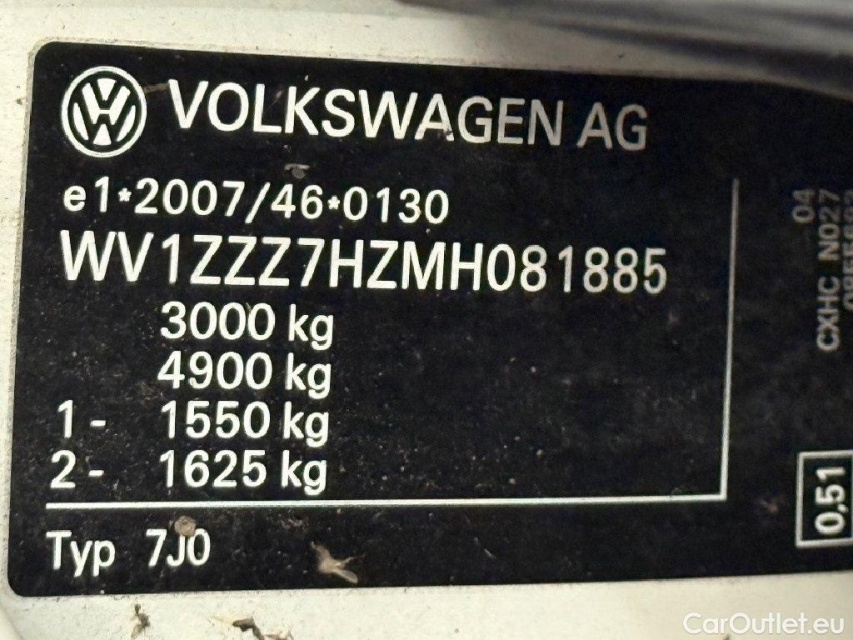 VOLKSWAGEN AG
e1*2007/46*0130
WV1ZZZ7HZMH081885
3000 kg
4900 kg
1- 1550 kg
2- 1625 kg
Typ 7J0
04
CXHC N027
0,51
CarOutlet.eu